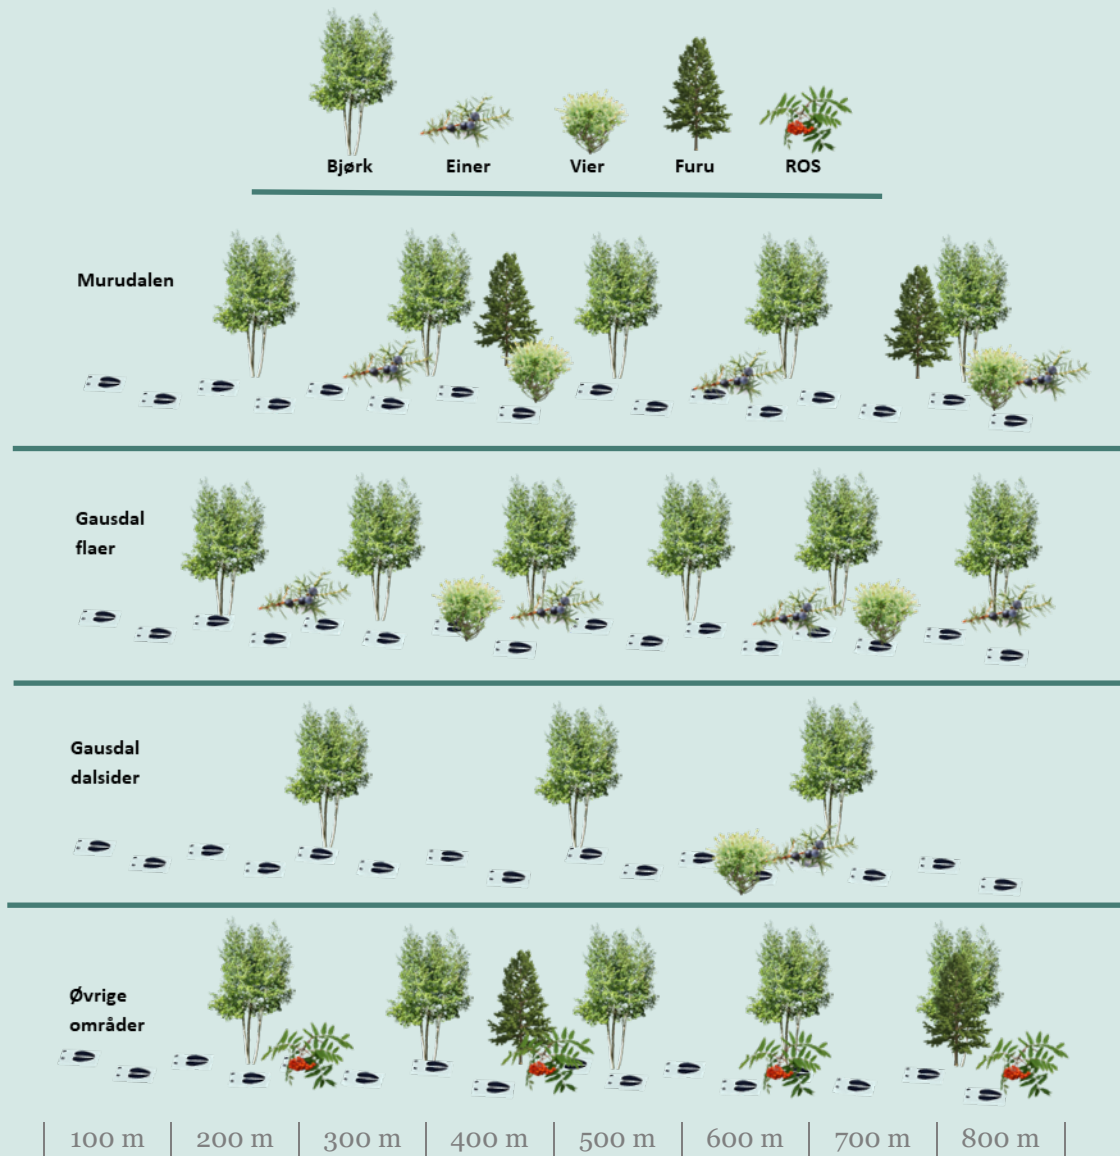 Bjørk Einer Vier Furu ROS
Murudalen
Gausdal
flaer
Gausdal
dalsider
Øvrige
områder
100 m 200 m 300 m 400 m 500 m 600 m 700 m 800 m